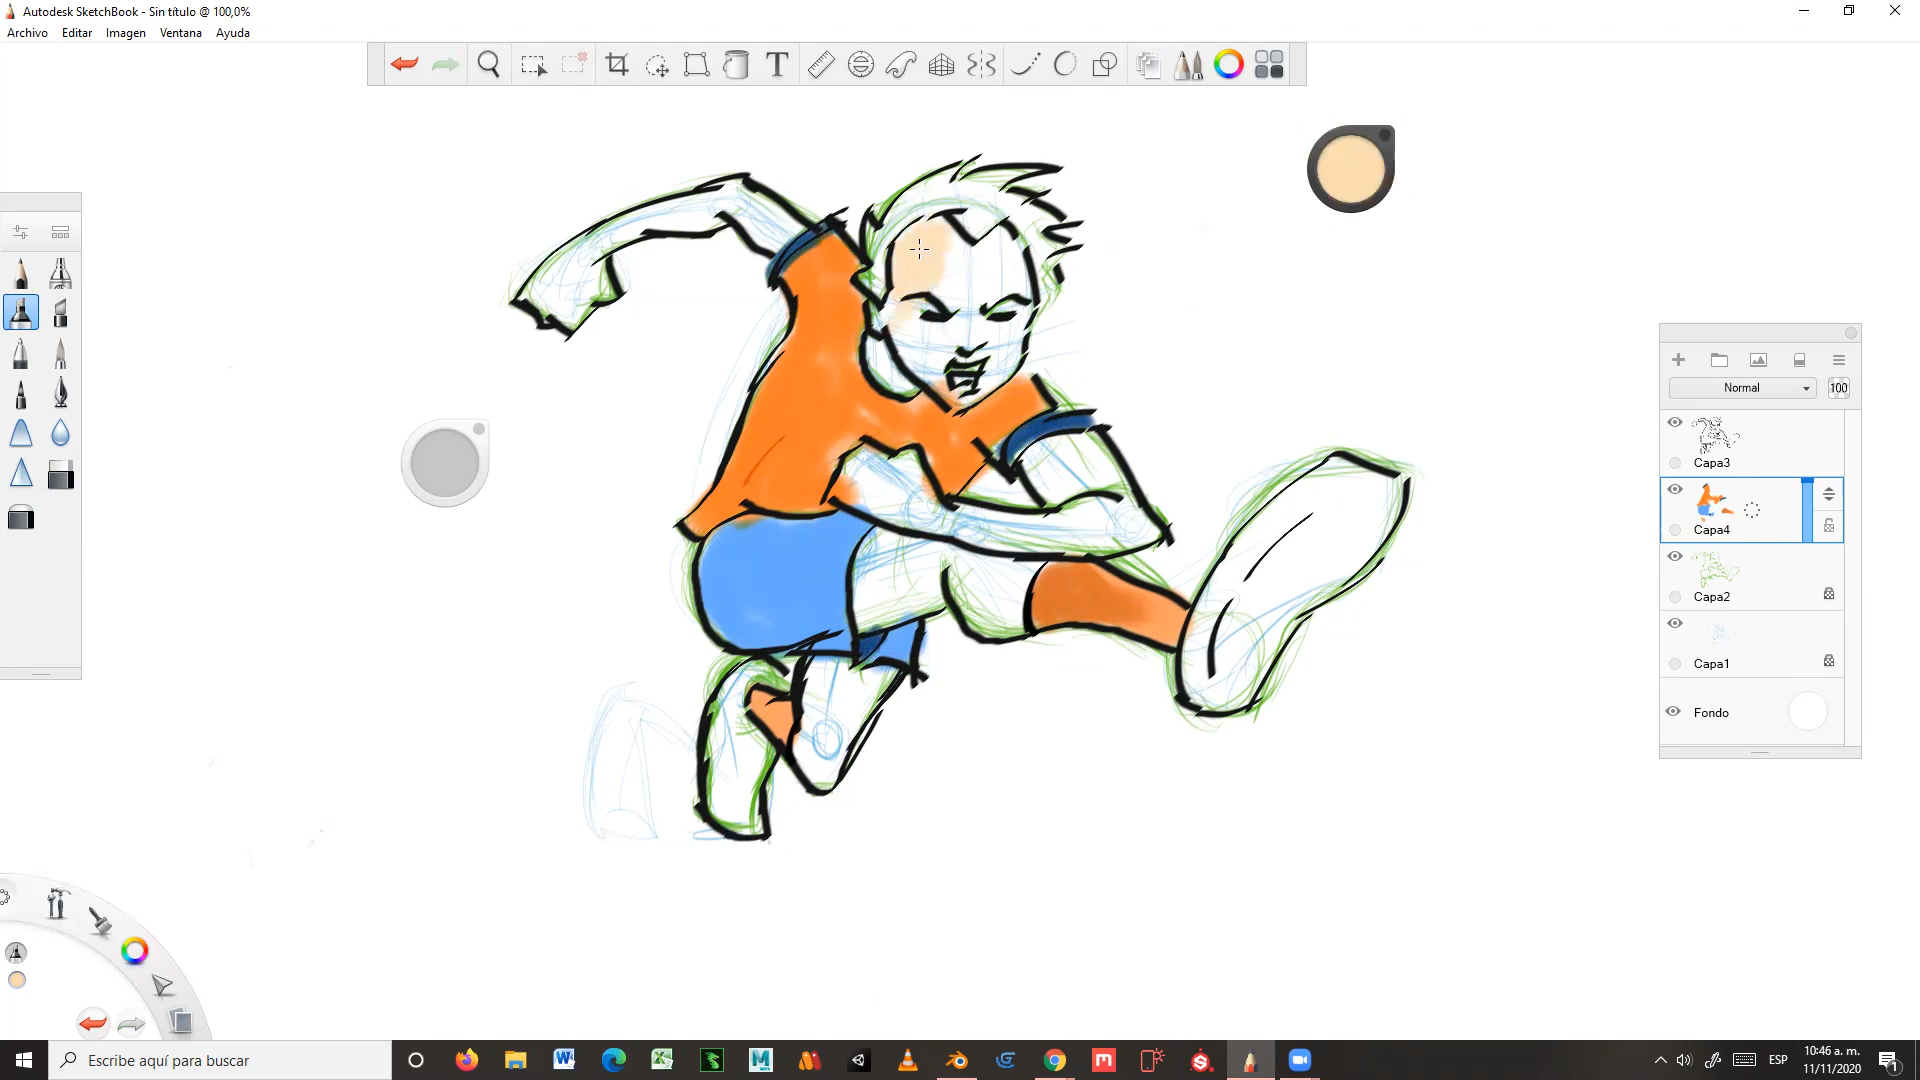 Autodesk SketchBook - Sin título @ 100,0%
Archivo Editar Imagen Ventana Ayuda
T
Normal 100
Capa3
Capa4
Capa2
Capa1
Fondo
Escribe aquí para buscar
ESP
10:46 a. m.
11/11/2020
1